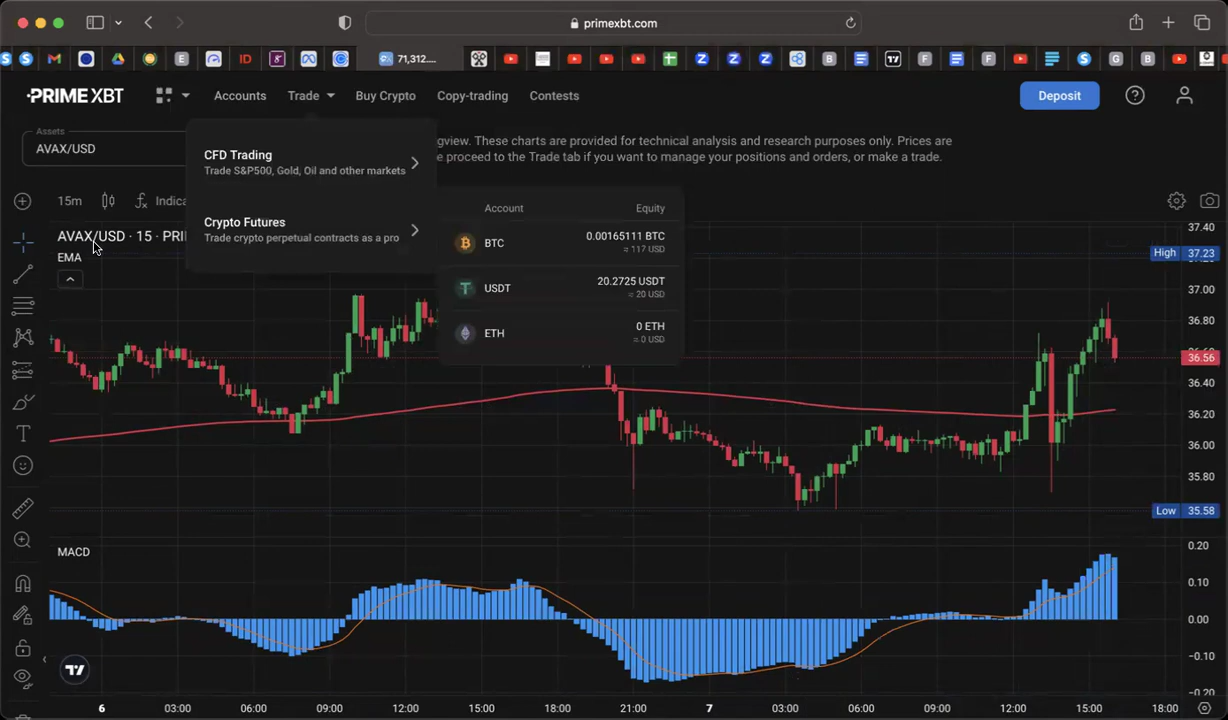 primexbt.com
71,312....
PRIME XBT
Accounts
Trade
Buy Crypto
Copy-trading
Contests
Deposit
Assets
AVAX/USD
gview. These charts are provided for technical analysis and research purposes only. Prices are
e proceed to the Trade tab if you want to manage your positions and orders, or make a trade.
CFD Trading
Trade S&P500, Gold, Oil and other markets
Crypto Futures
Trade crypto perpetual contracts as a pro
Account Equity
BTC 0.00165111 BTC
≈ 117 USD
USDT 20.2725 USDT
≈ 20 USD
ETH 0 ETH
≈ 0 USD
15m
Indica
AVAX/USD · 15 · PRI
EMA
37.40
High 37.23
37.00
36.80
36.56
36.40
36.20
36.00
35.80
Low 35.58
MACD
0.20
0.10
0.00
−0.10
−0.20
6 03:00 06:00 09:00 12:00 15:00 18:00 21:00 7 03:00 06:00 09:00 12:00 15:00 18:00